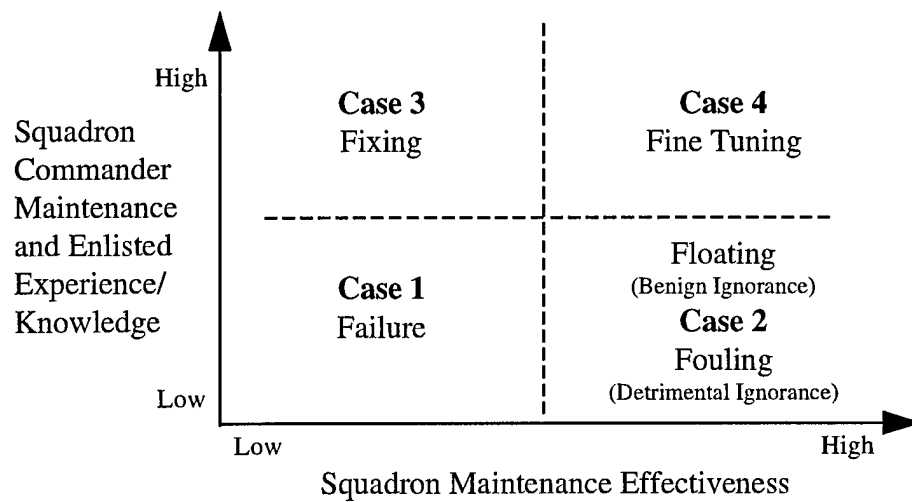 High
Squadron
Commander
Maintenance
and Enlisted
Experience/
Knowledge
Low
Case 3
Fixing
Case 4
Fine Tuning
Case 1
Failure
Floating
(Benign Ignorance)
Case 2
Fouling
(Detrimental Ignorance)
Low
High
Squadron Maintenance Effectiveness